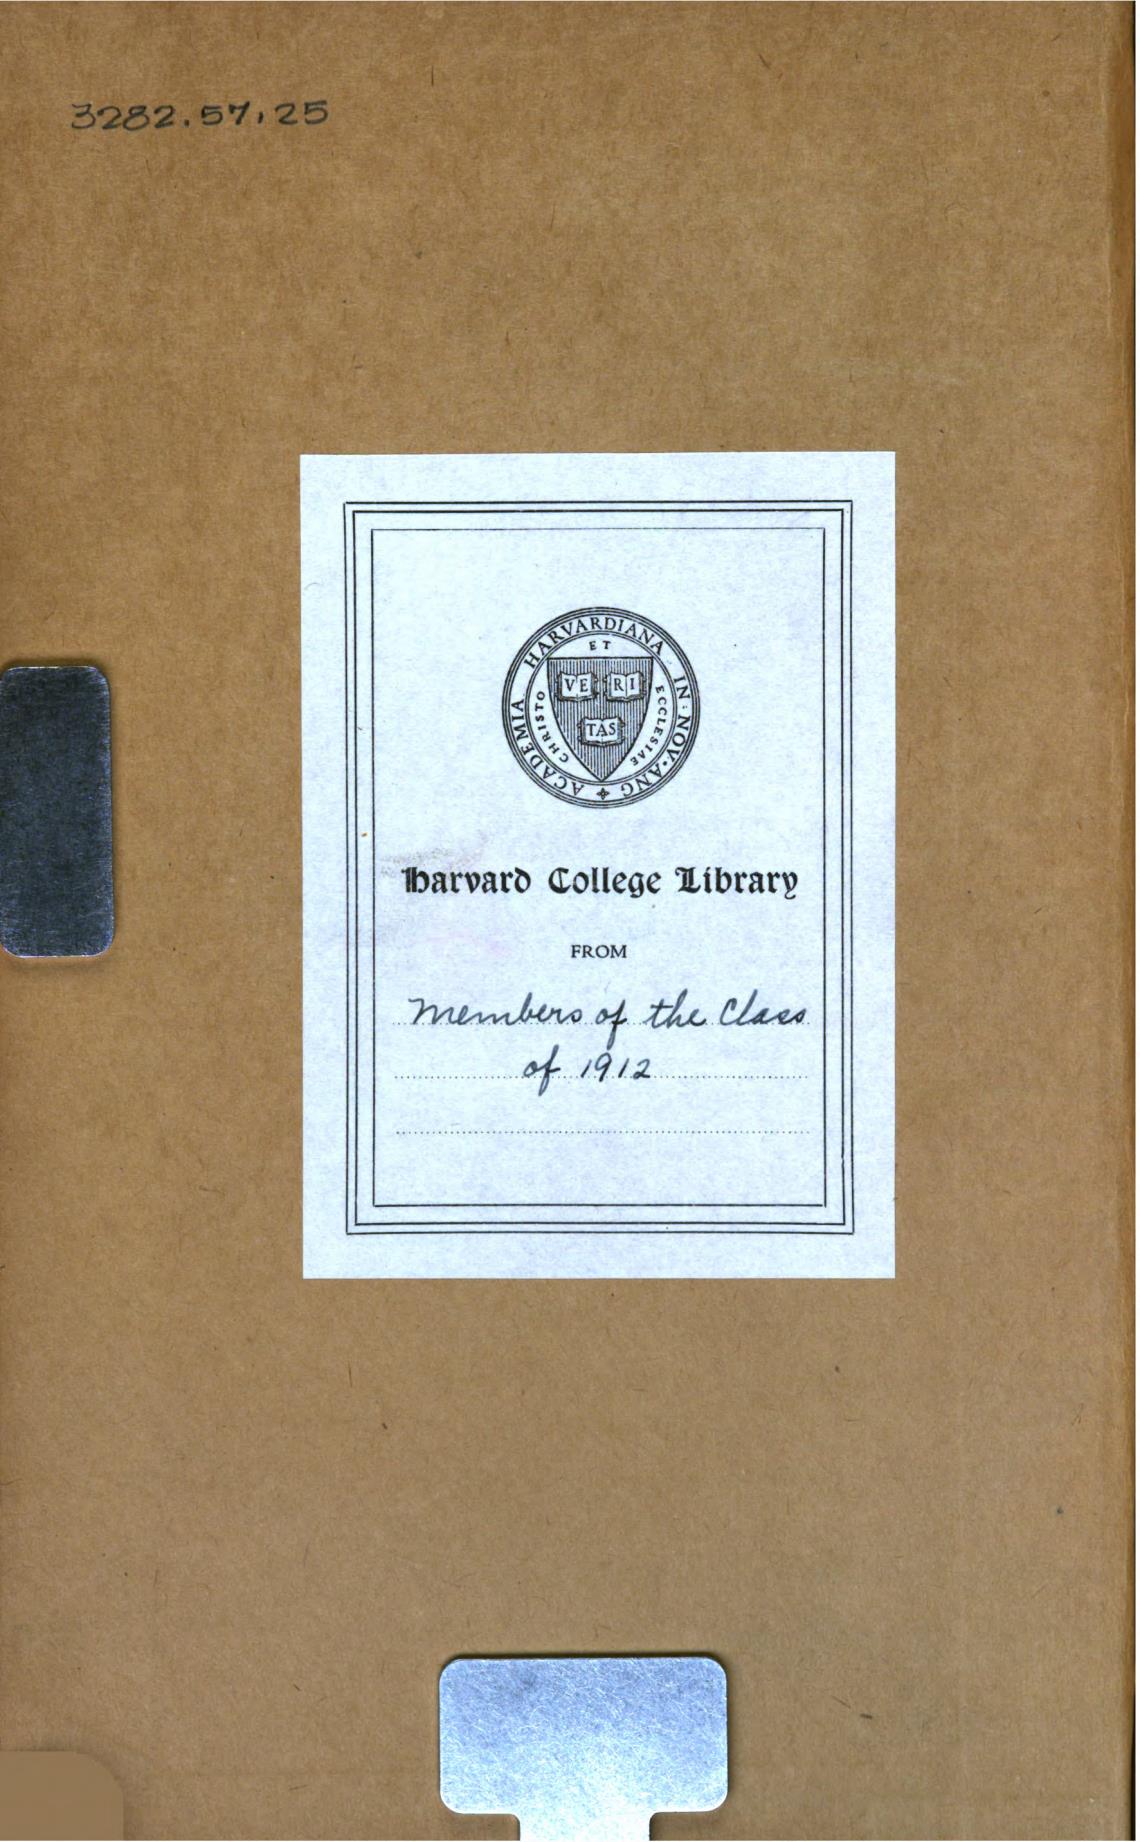 3282.57.25
ACADEMIA HARVARDIANA IN · NOV · ANG
CHRISTO ET ECCLESIAE
VE RI
TAS
Harvard College Library
FROM
Members of the Class
of 1912